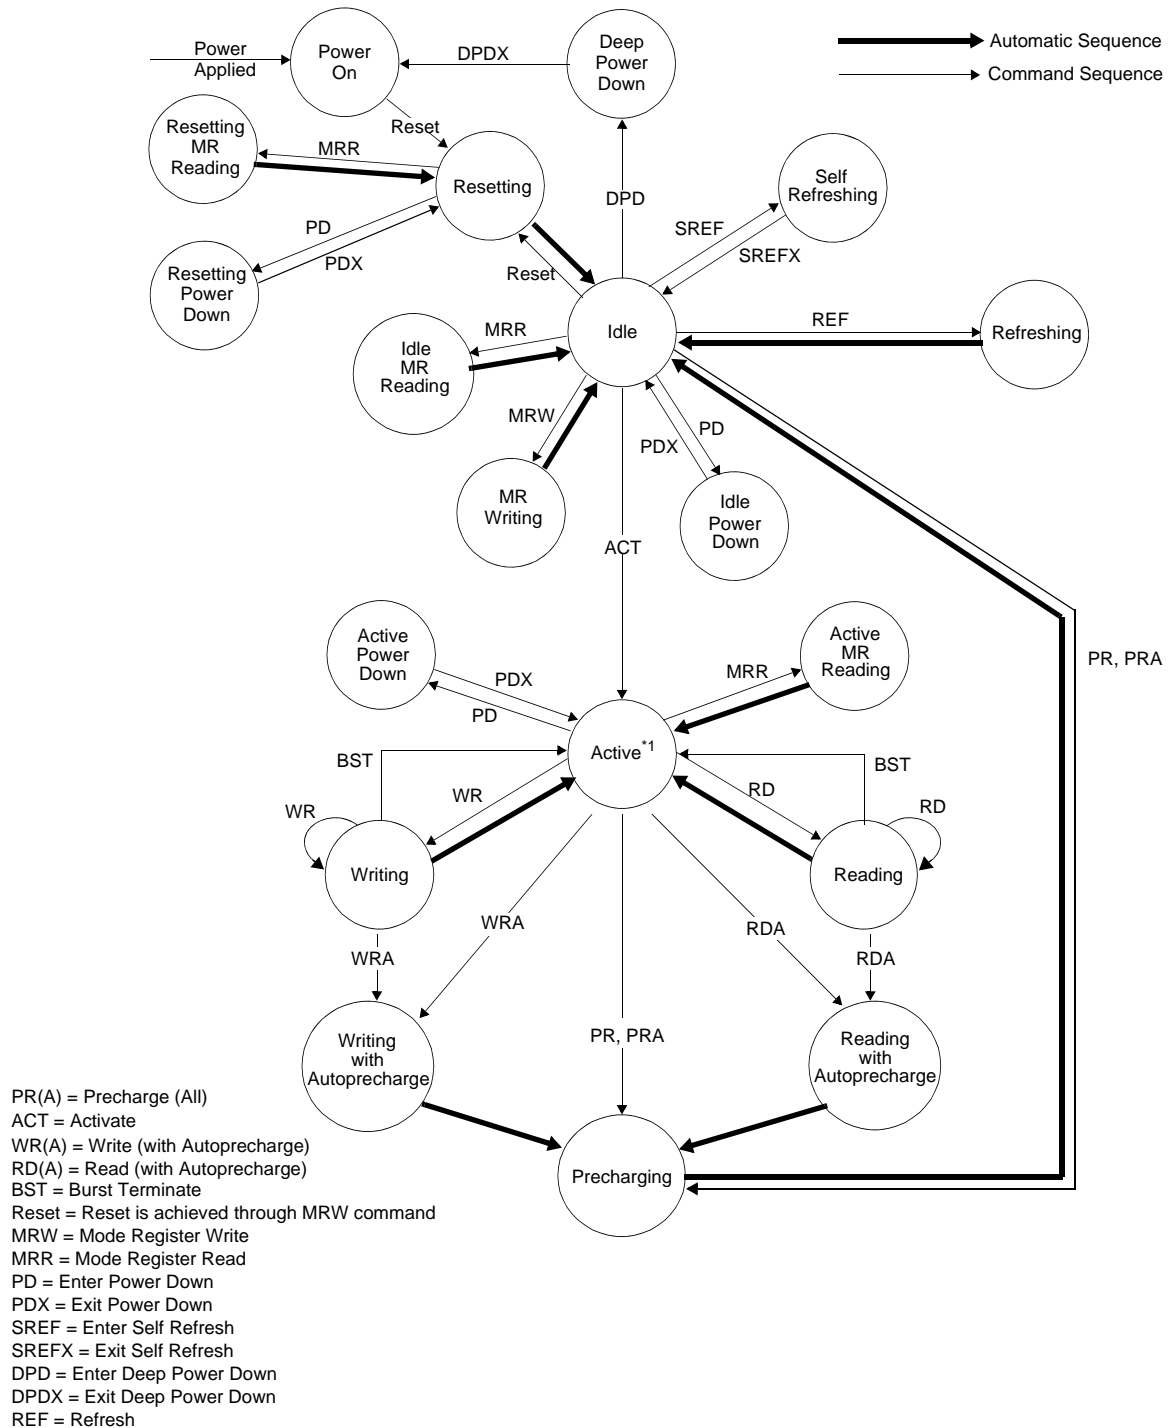 Power
Applied
Power
On
DPDX
Deep
Power
Down
Automatic Sequence
Command Sequence
Reset
Resetting
MR
Reading
MRR
Resetting
DPD
Self
Refreshing
SREF
SREFX
PD
PDX
Resetting
Power
Down
Reset
Idle
REF
Refreshing
MRR
Idle
MR
Reading
MRW
PD
PDX
MR
Writing
Idle
Power
Down
ACT
Active
Power
Down
PDX
PD
MRR
Active
MR
Reading
PR, PRA
Active*1
BST
WR
RD
BST
WR
RD
Writing
Reading
WRA
WRA
RDA
RDA
Writing
with
Autoprecharge
PR, PRA
Reading
with
Autoprecharge
Precharging
PR(A) = Precharge (All)
ACT = Activate
WR(A) = Write (with Autoprecharge)
RD(A) = Read (with Autoprecharge)
BST = Burst Terminate
Reset = Reset is achieved through MRW command
MRW = Mode Register Write
MRR = Mode Register Read
PD = Enter Power Down
PDX = Exit Power Down
SREF = Enter Self Refresh
SREFX = Exit Self Refresh
DPD = Enter Deep Power Down
DPDX = Exit Deep Power Down
REF = Refresh